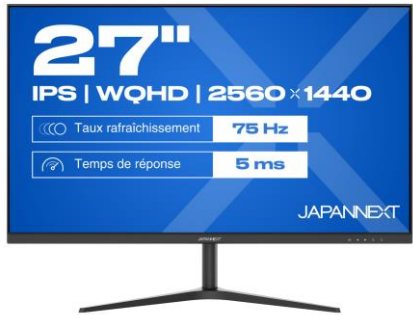 27"
IPS | WQHD | 2560×1440
Taux rafraîchissement 75 Hz
Temps de réponse 5 ms
JAPANNEXT
JAPANNEXT